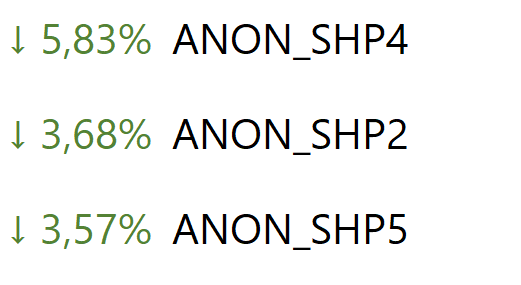 ↓ 5,83% ANON_SHP4
↓ 3,68% ANON_SHP2
↓ 3,57% ANON_SHP5